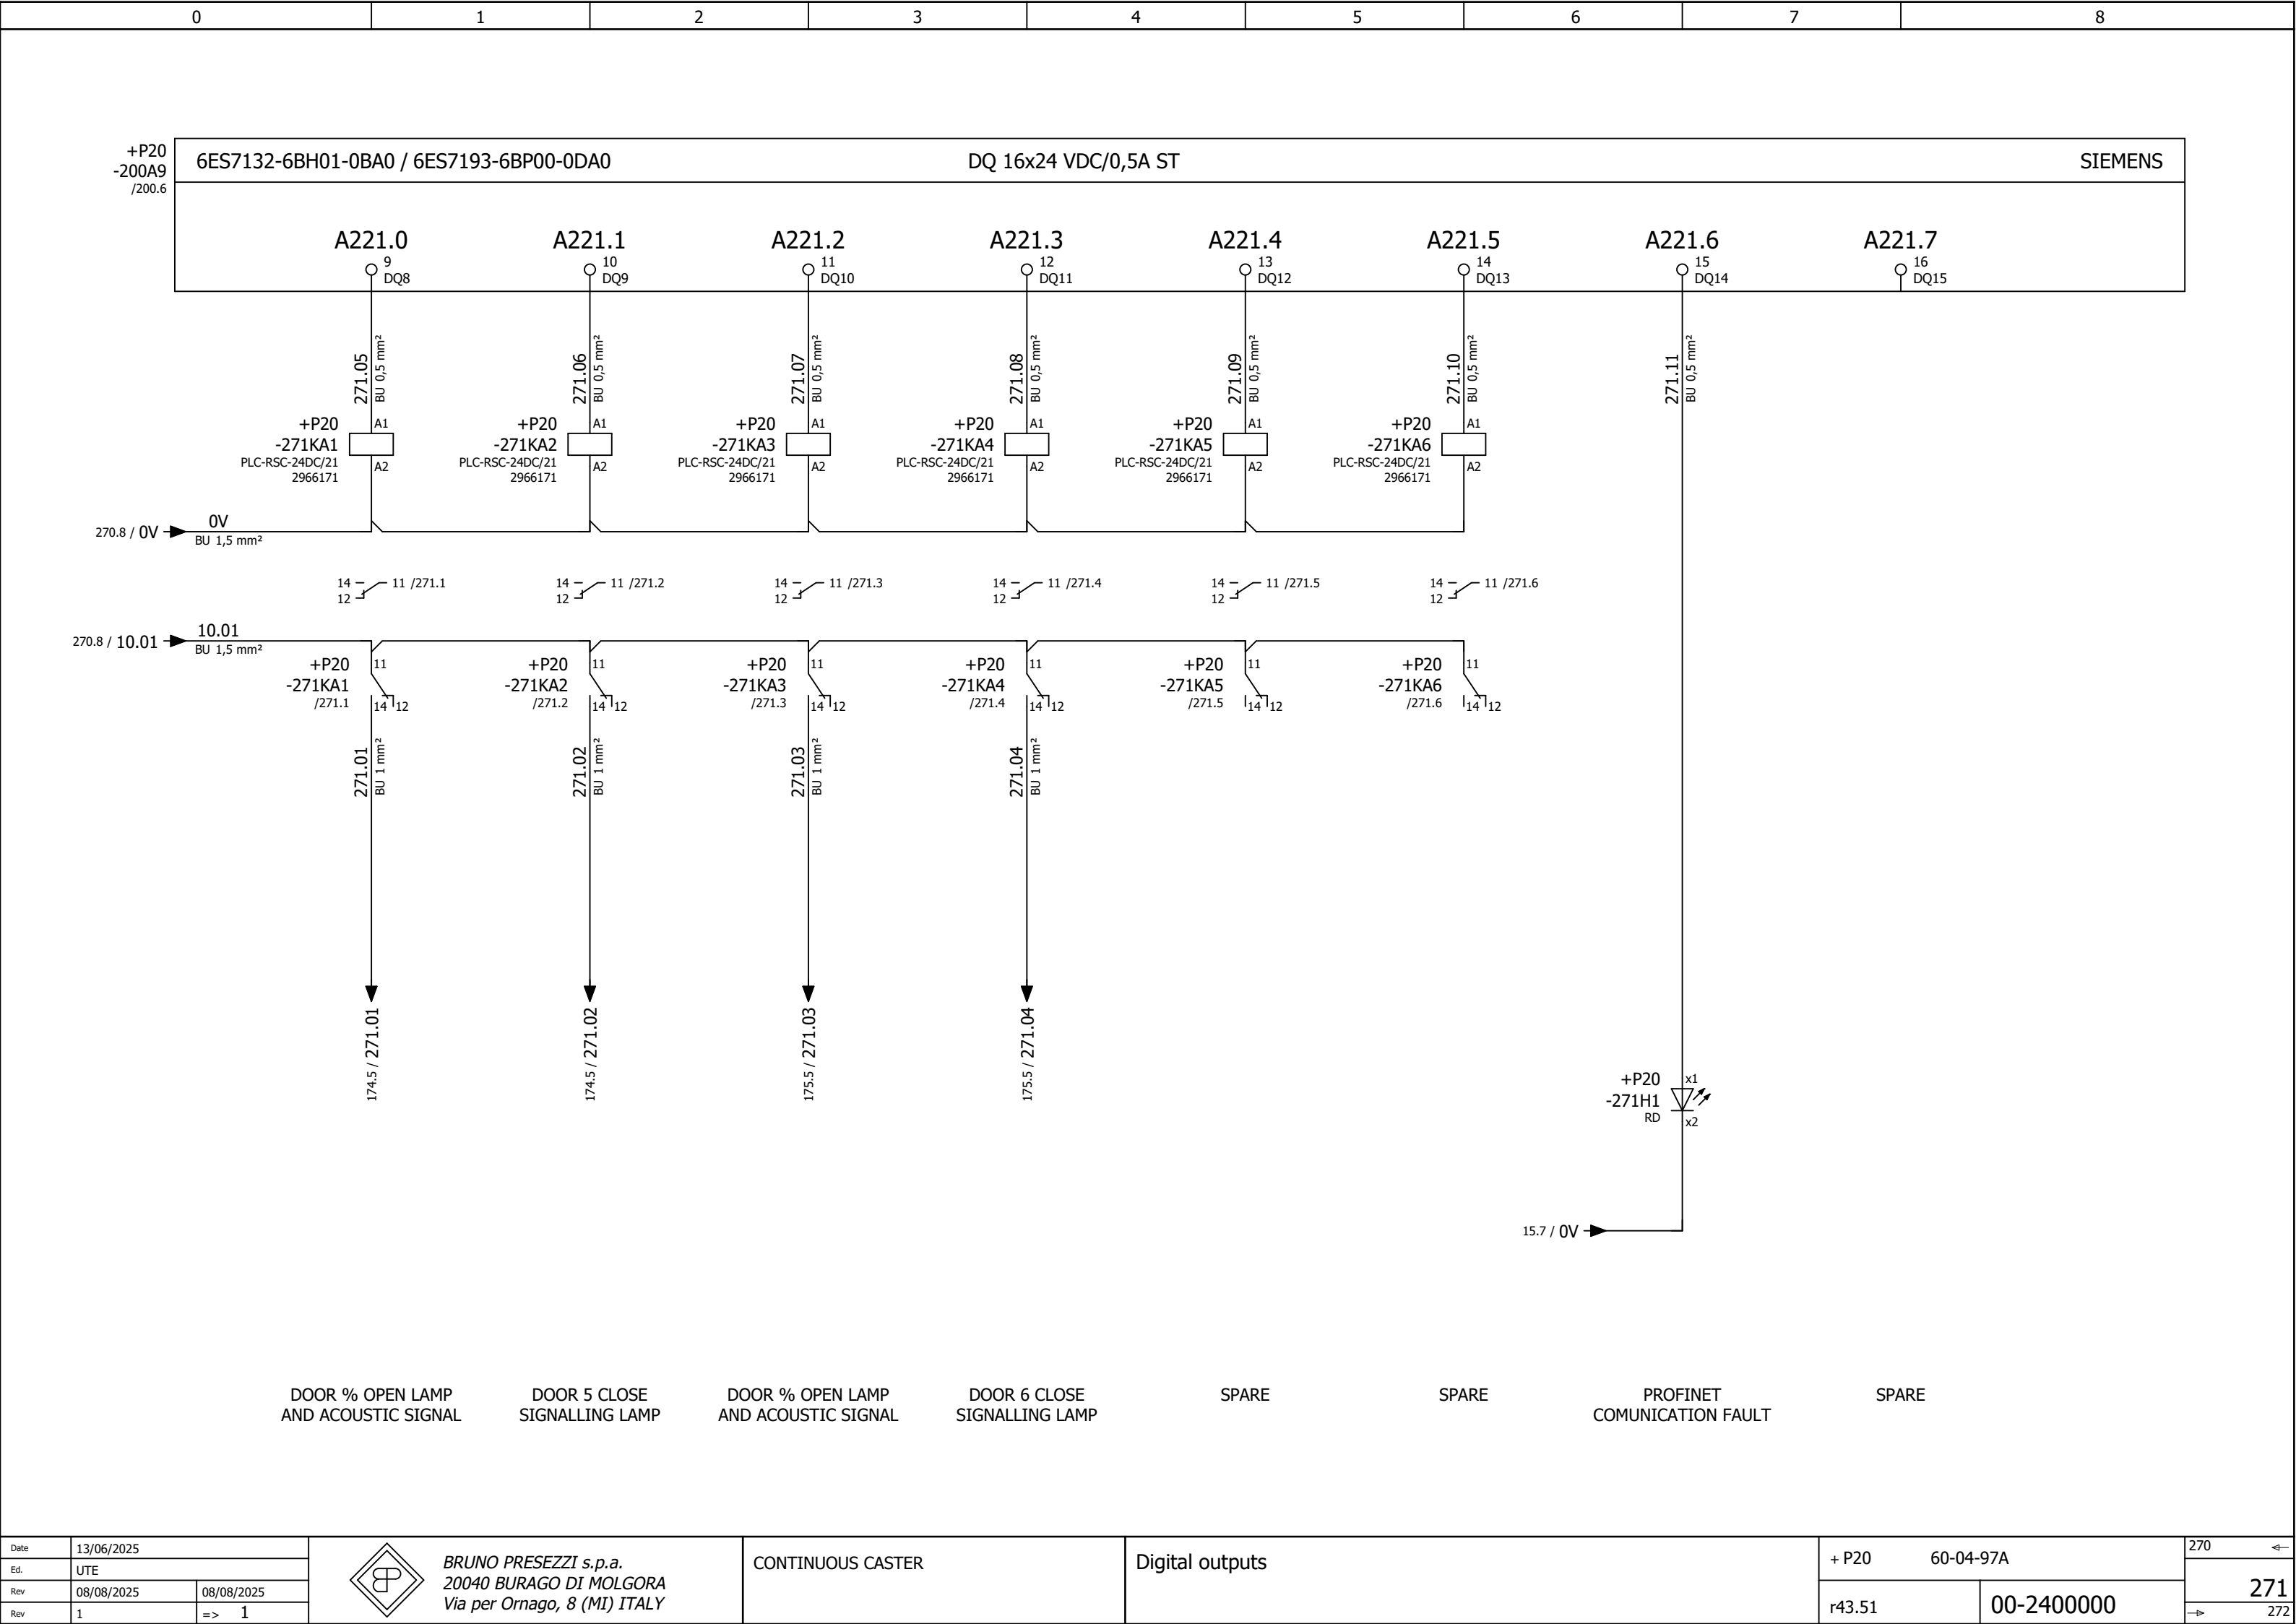 0 1 2 3 4 5 6 7 8
+P20
-200A9
/200.6
6ES7132-6BH01-0BA0 / 6ES7193-6BP00-0DA0 DQ 16x24 VDC/0,5A ST SIEMENS
A221.0 A221.1 A221.2 A221.3 A221.4 A221.5 A221.6 A221.7
9 10 11 12 13 14 15 16
DQ8 DQ9 DQ10 DQ11 DQ12 DQ13 DQ14 DQ15
271.05 271.06 271.07 271.08 271.09 271.10 271.11
BU 0,5 mm² BU 0,5 mm² BU 0,5 mm² BU 0,5 mm² BU 0,5 mm² BU 0,5 mm² BU 0,5 mm²
+P20 A1 +P20 A1 +P20 A1 +P20 A1 +P20 A1 +P20 A1
-271KA1 -271KA2 -271KA3 -271KA4 -271KA5 -271KA6
PLC-RSC-24DC/21 A2 PLC-RSC-24DC/21 A2 PLC-RSC-24DC/21 A2 PLC-RSC-24DC/21 A2 PLC-RSC-24DC/21 A2 PLC-RSC-24DC/21 A2
2966171 2966171 2966171 2966171 2966171 2966171
270.8 / 0V 0V
BU 1,5 mm²
14 11 /271.1 14 11 /271.2 14 11 /271.3 14 11 /271.4 14 11 /271.5 14 11 /271.6
12 12 12 12 12 12
270.8 / 10.01 10.01
BU 1,5 mm²
+P20 11 +P20 11 +P20 11 +P20 11 +P20 11 +P20 11
-271KA1 -271KA2 -271KA3 -271KA4 -271KA5 -271KA6
/271.1 14 12 /271.2 14 12 /271.3 14 12 /271.4 14 12 /271.5 14 12 /271.6 14 12
271.01 271.02 271.03 271.04
BU 1 mm² BU 1 mm² BU 1 mm² BU 1 mm²
174.5 / 271.01 174.5 / 271.02 175.5 / 271.03 175.5 / 271.04
+P20 x1
-271H1
RD x2
15.7 / 0V
DOOR % OPEN LAMP DOOR 5 CLOSE DOOR % OPEN LAMP DOOR 6 CLOSE SPARE SPARE PROFINET SPARE
AND ACOUSTIC SIGNAL SIGNALLING LAMP AND ACOUSTIC SIGNAL SIGNALLING LAMP COMUNICATION FAULT
Date 13/06/2025
Ed. UTE
Rev 08/08/2025 08/08/2025
Rev 1 => 1
BP
BRUNO PRESEZZI s.p.a.
20040 BURAGO DI MOLGORA
Via per Ornago, 8 (MI) ITALY
CONTINUOUS CASTER
Digital outputs
+ P20 60-04-97A
r43.51 00-2400000
270
271
272